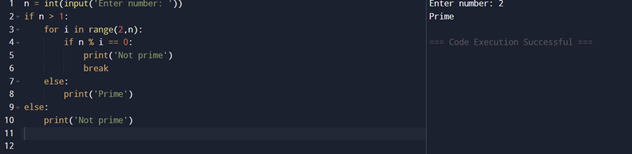 1 n = int(input('Enter number: '))
2 if n > 1:
3     for i in range(2,n):
4         if n % i == 0:
5             print('Not prime')
6             break
7     else:
8         print('Prime')
9 else:
10     print('Not prime')
11
12
Enter number: 2
Prime
=== Code Execution Successful ===